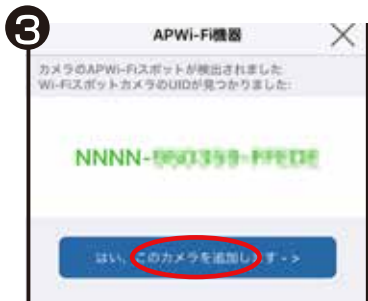 3
APWi-Fi機器
カメラのAPWi-Fiスポットが検出されました
Wi-FiスポットカメラのUIDが見つかりました:
NNNN-
はい、このカメラを追加します - >